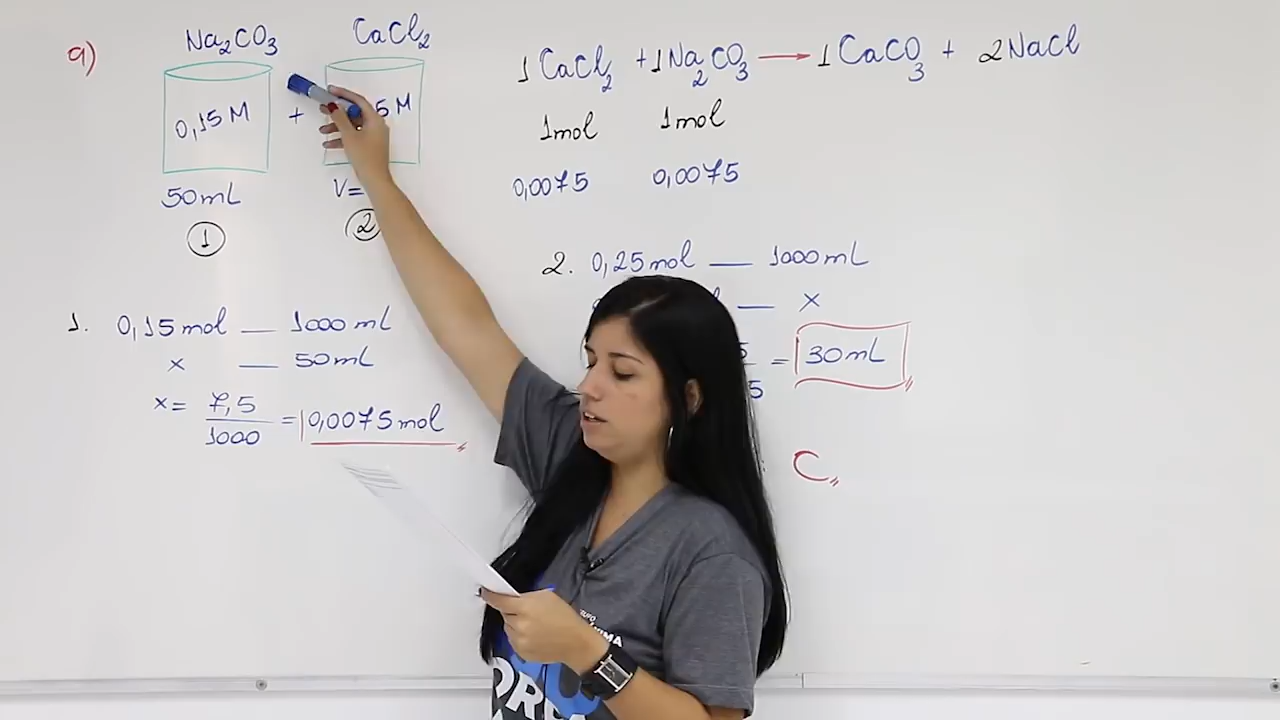 a)
Na₂CO₃
CaCl₂
0,15 M
+
5 M
50 mL
V=
1
2
1 CaCl₂ + 1 Na₂CO₃ → 1 CaCO₃ + 2 NaCl
1 mol 1 mol
0,0075 0,0075
1. 0,15 mol — 1000 mL
x — 50 mL
x = 7,5 / 1000 = 0,0075 mol
2. 0,25 mol — 1000 mL
— x
= 30 mL
C